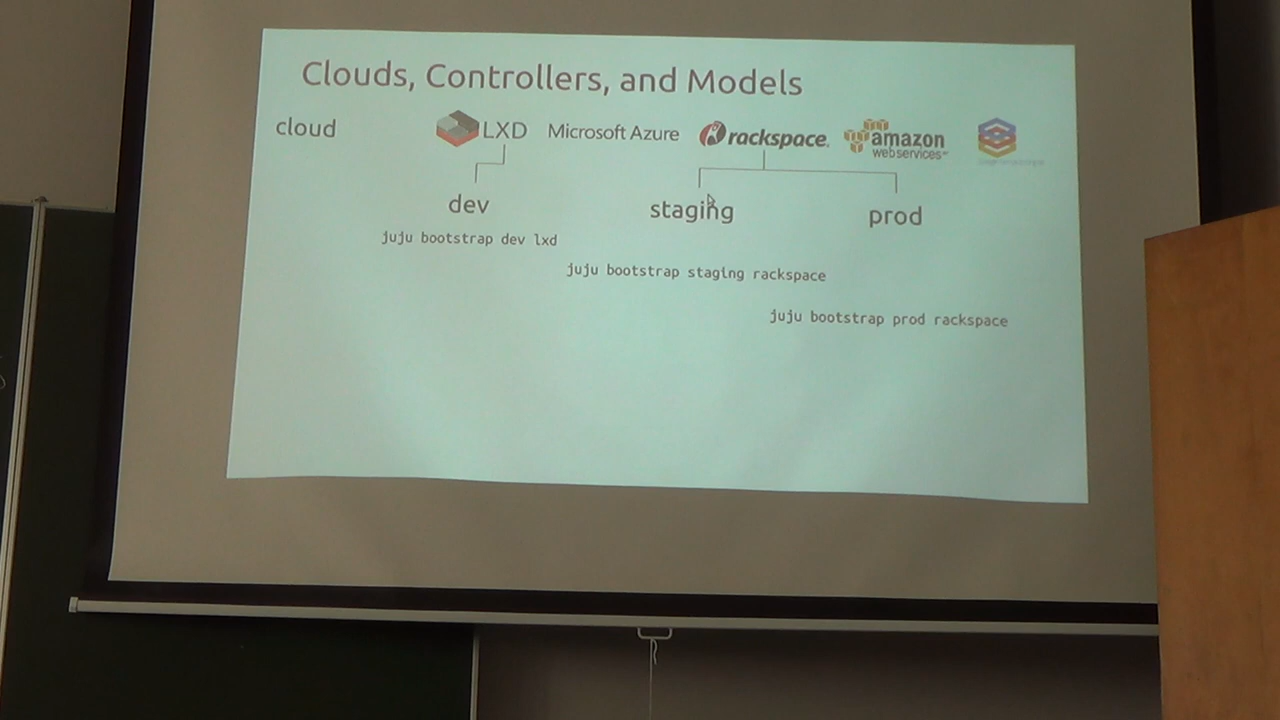 Clouds, Controllers, and Models
cloud
LXD
Microsoft Azure
rackspace.
amazon
webservices
dev
staging
prod
juju bootstrap dev lxd
juju bootstrap staging rackspace
juju bootstrap prod rackspace